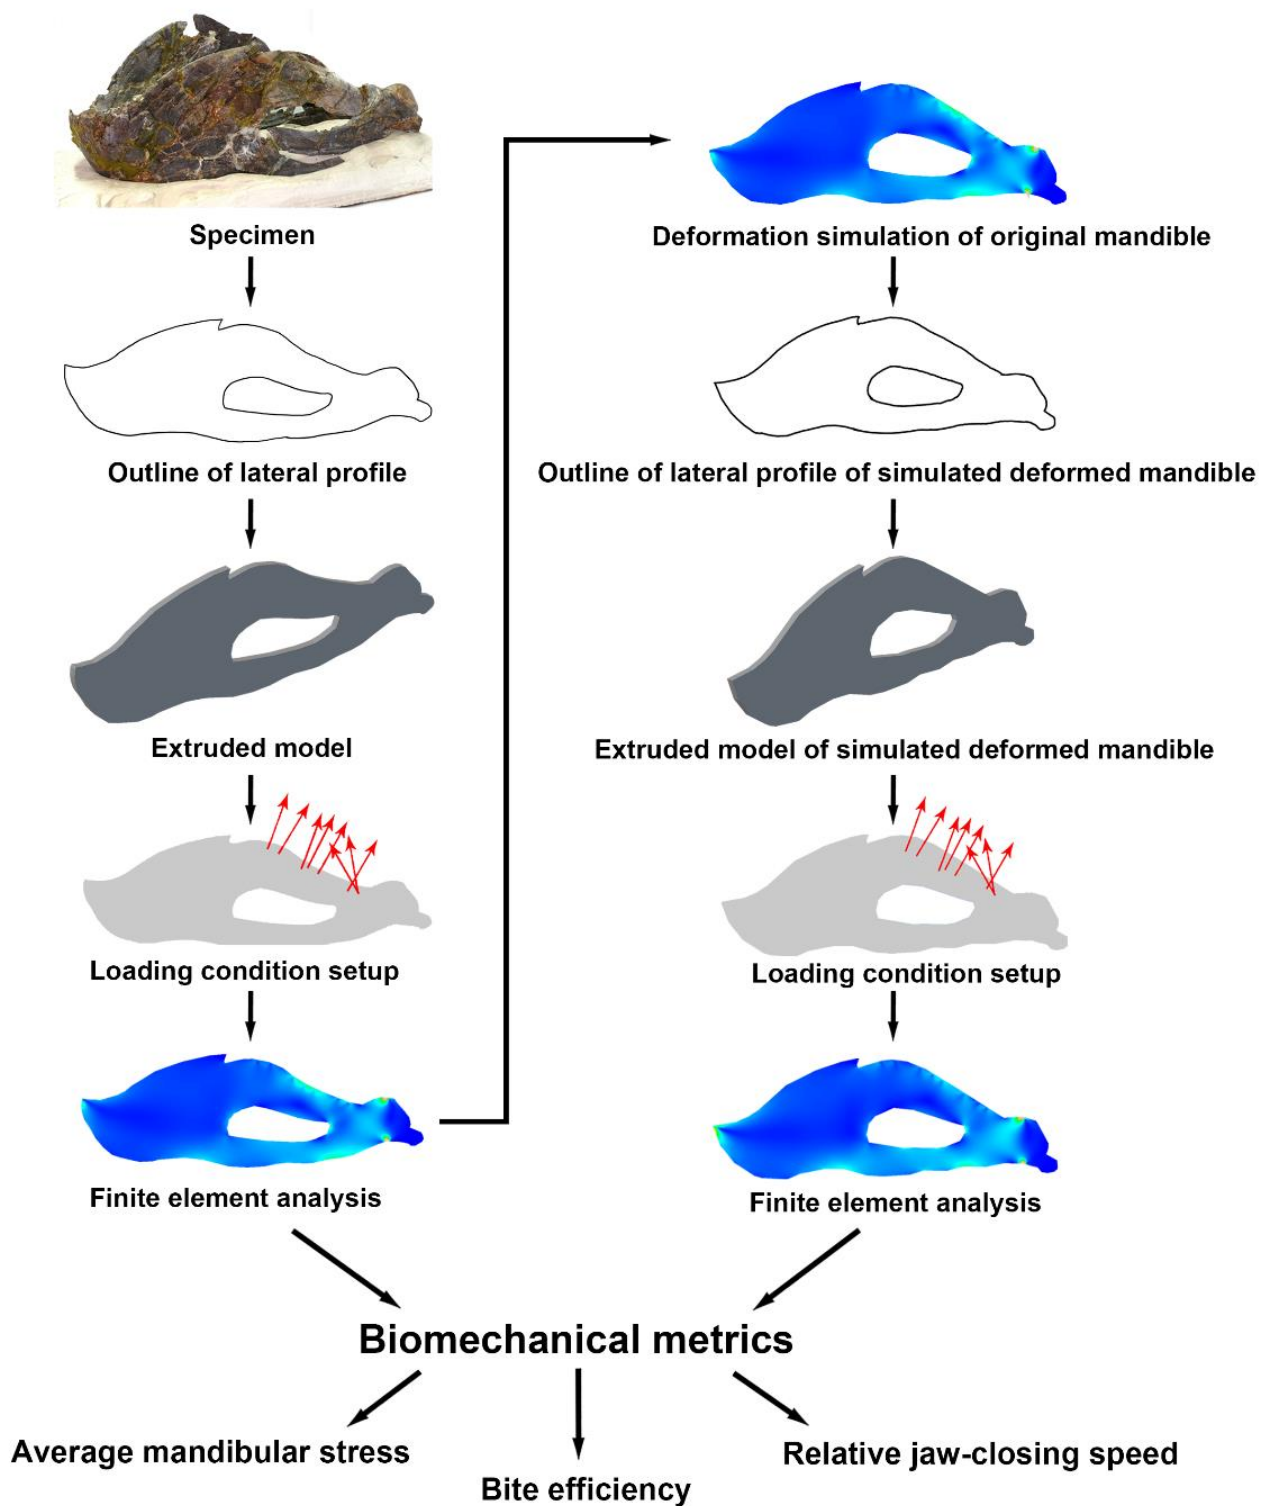 Specimen
Outline of lateral profile
Extruded model
Loading condition setup
Finite element analysis
Deformation simulation of original mandible
Outline of lateral profile of simulated deformed mandible
Extruded model of simulated deformed mandible
Loading condition setup
Finite element analysis
Biomechanical metrics
Average mandibular stress
Bite efficiency
Relative jaw-closing speed